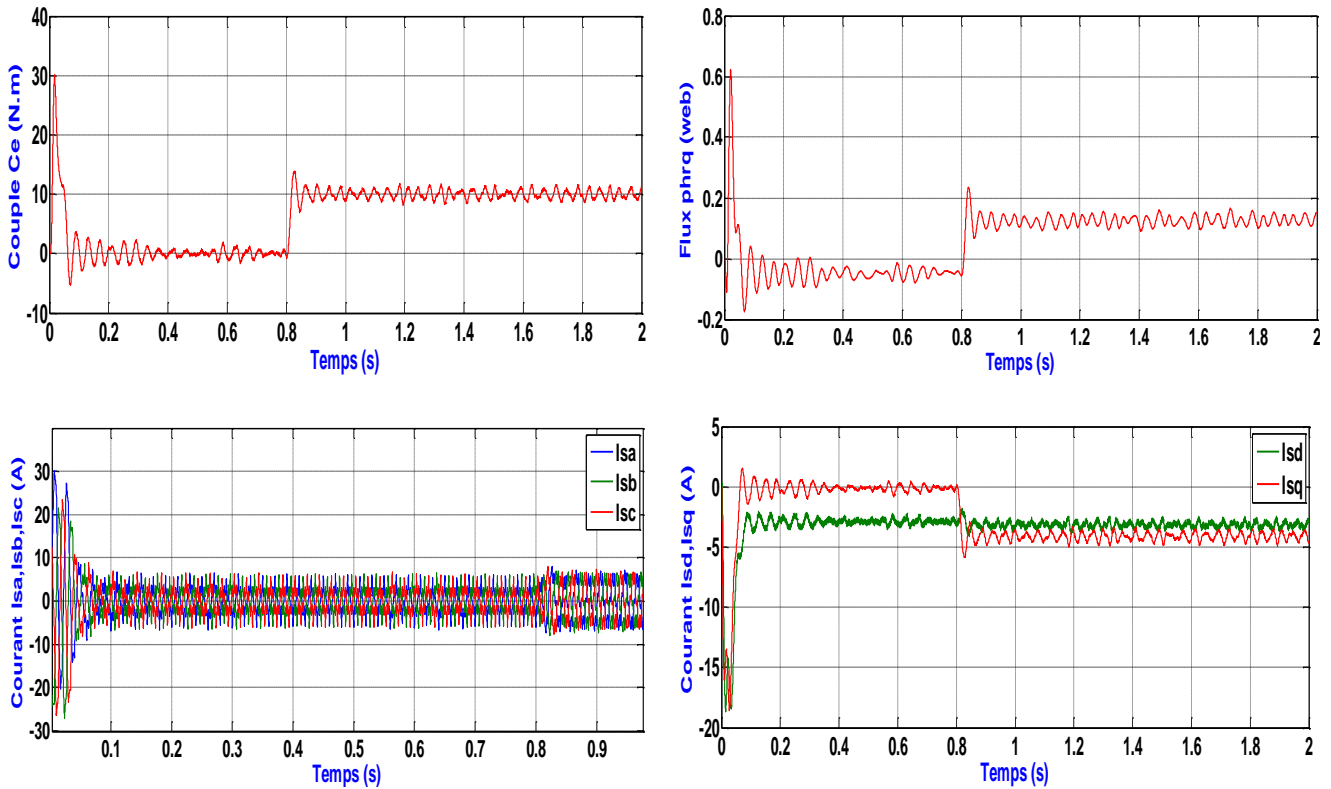 Couple Ce (N.m)
40
30
20
10
0
-10
0 0.2 0.4 0.6 0.8 1 1.2 1.4 1.6 1.8 2
Temps (s)
Flux phrq (web)
0.8
0.6
0.4
0.2
0
-0.2
0 0.2 0.4 0.6 0.8 1 1.2 1.4 1.6 1.8 2
Temps (s)
Courant Isa,Isb,Isc (A)
30
20
10
0
-10
-20
-30
0.1 0.2 0.3 0.4 0.5 0.6 0.7 0.8 0.9
Temps (s)
Isa
Isb
Isc
Courant Isd,Isq (A)
5
0
-5
-10
-15
-20
0 0.2 0.4 0.6 0.8 1 1.2 1.4 1.6 1.8 2
Temps (s)
Isd
Isq